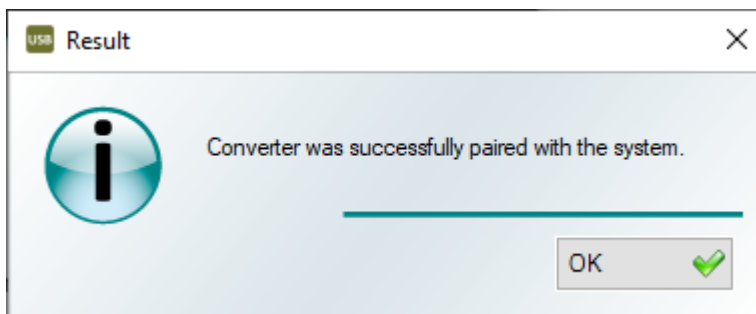 USB Result
Converter was successfully paired with the system.
OK